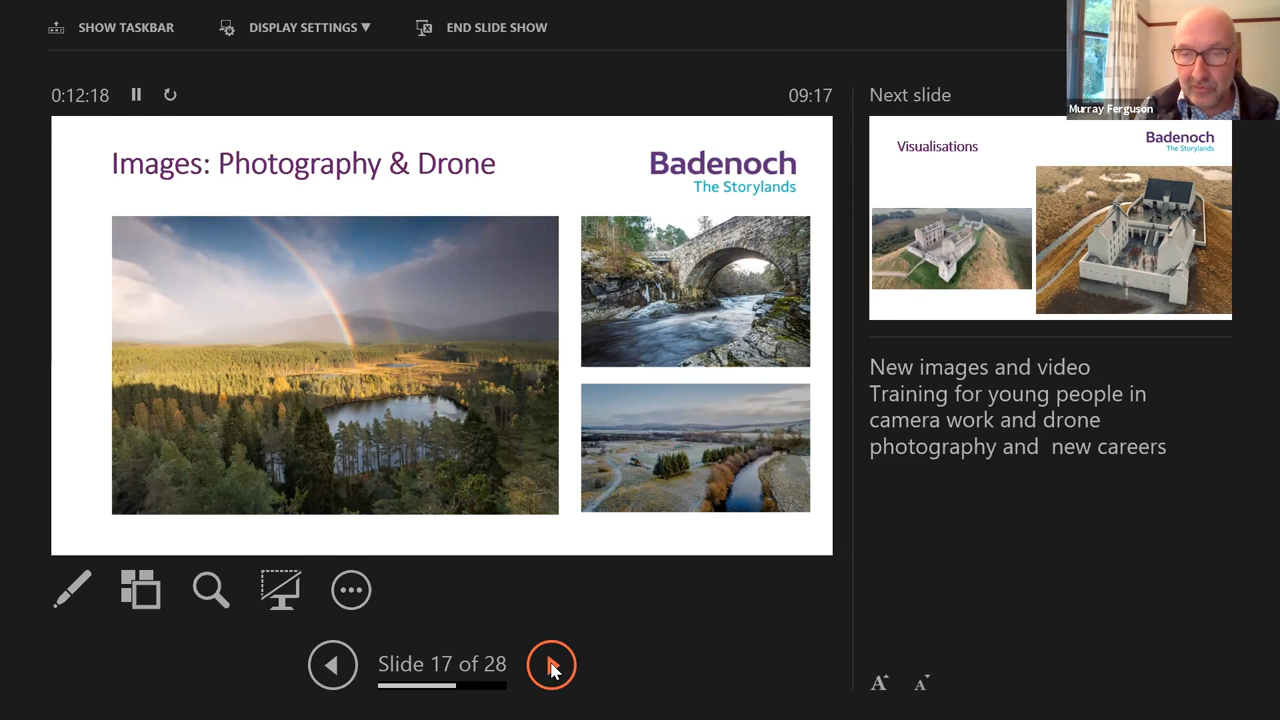 SHOW TASKBAR
DISPLAY SETTINGS ▼
END SLIDE SHOW
0:12:18
09:17
Next slide
Murray Ferguson
Images: Photography & Drone
Badenoch
The Storylands
Visualisations
Badenoch
The Storylands
New images and video
Training for young people in
camera work and drone
photography and  new careers
Slide 17 of 28
A A